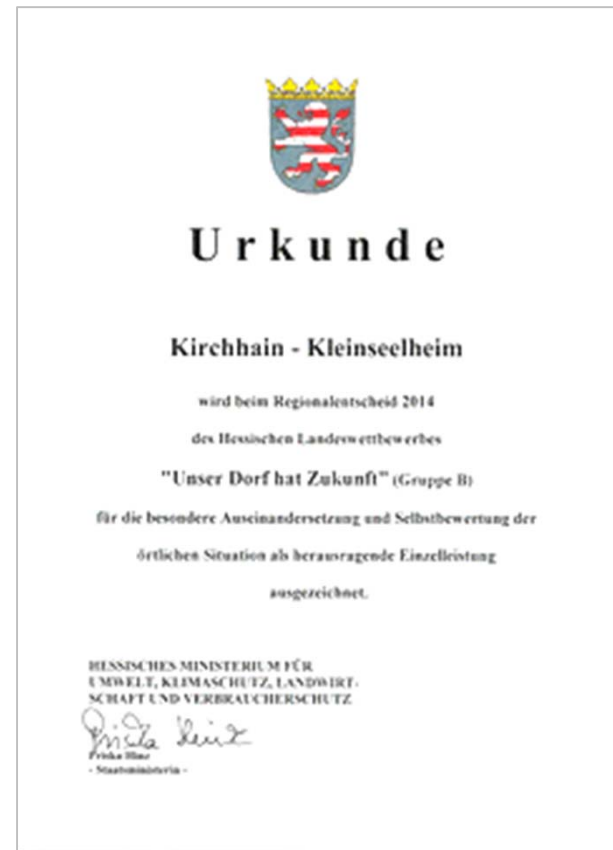 Urkunde
Kirchhain - Kleinseelheim
wird beim Regionalentscheid 2014
des Hessischen Landeswettbewerbes
"Unser Dorf hat Zukunft" (Gruppe B)
für die besondere Auseinandersetzung und Selbstbewertung der
örtlichen Situation als herausragende Einzelleistung
ausgezeichnet.
HESSISCHES MINISTERIUM FÜR
UMWELT, KLIMASCHUTZ, LANDWIRT-
SCHAFT UND VERBRAUCHERSCHUTZ
Priska Hinz
Priska Hinz
- Staatsministerin -